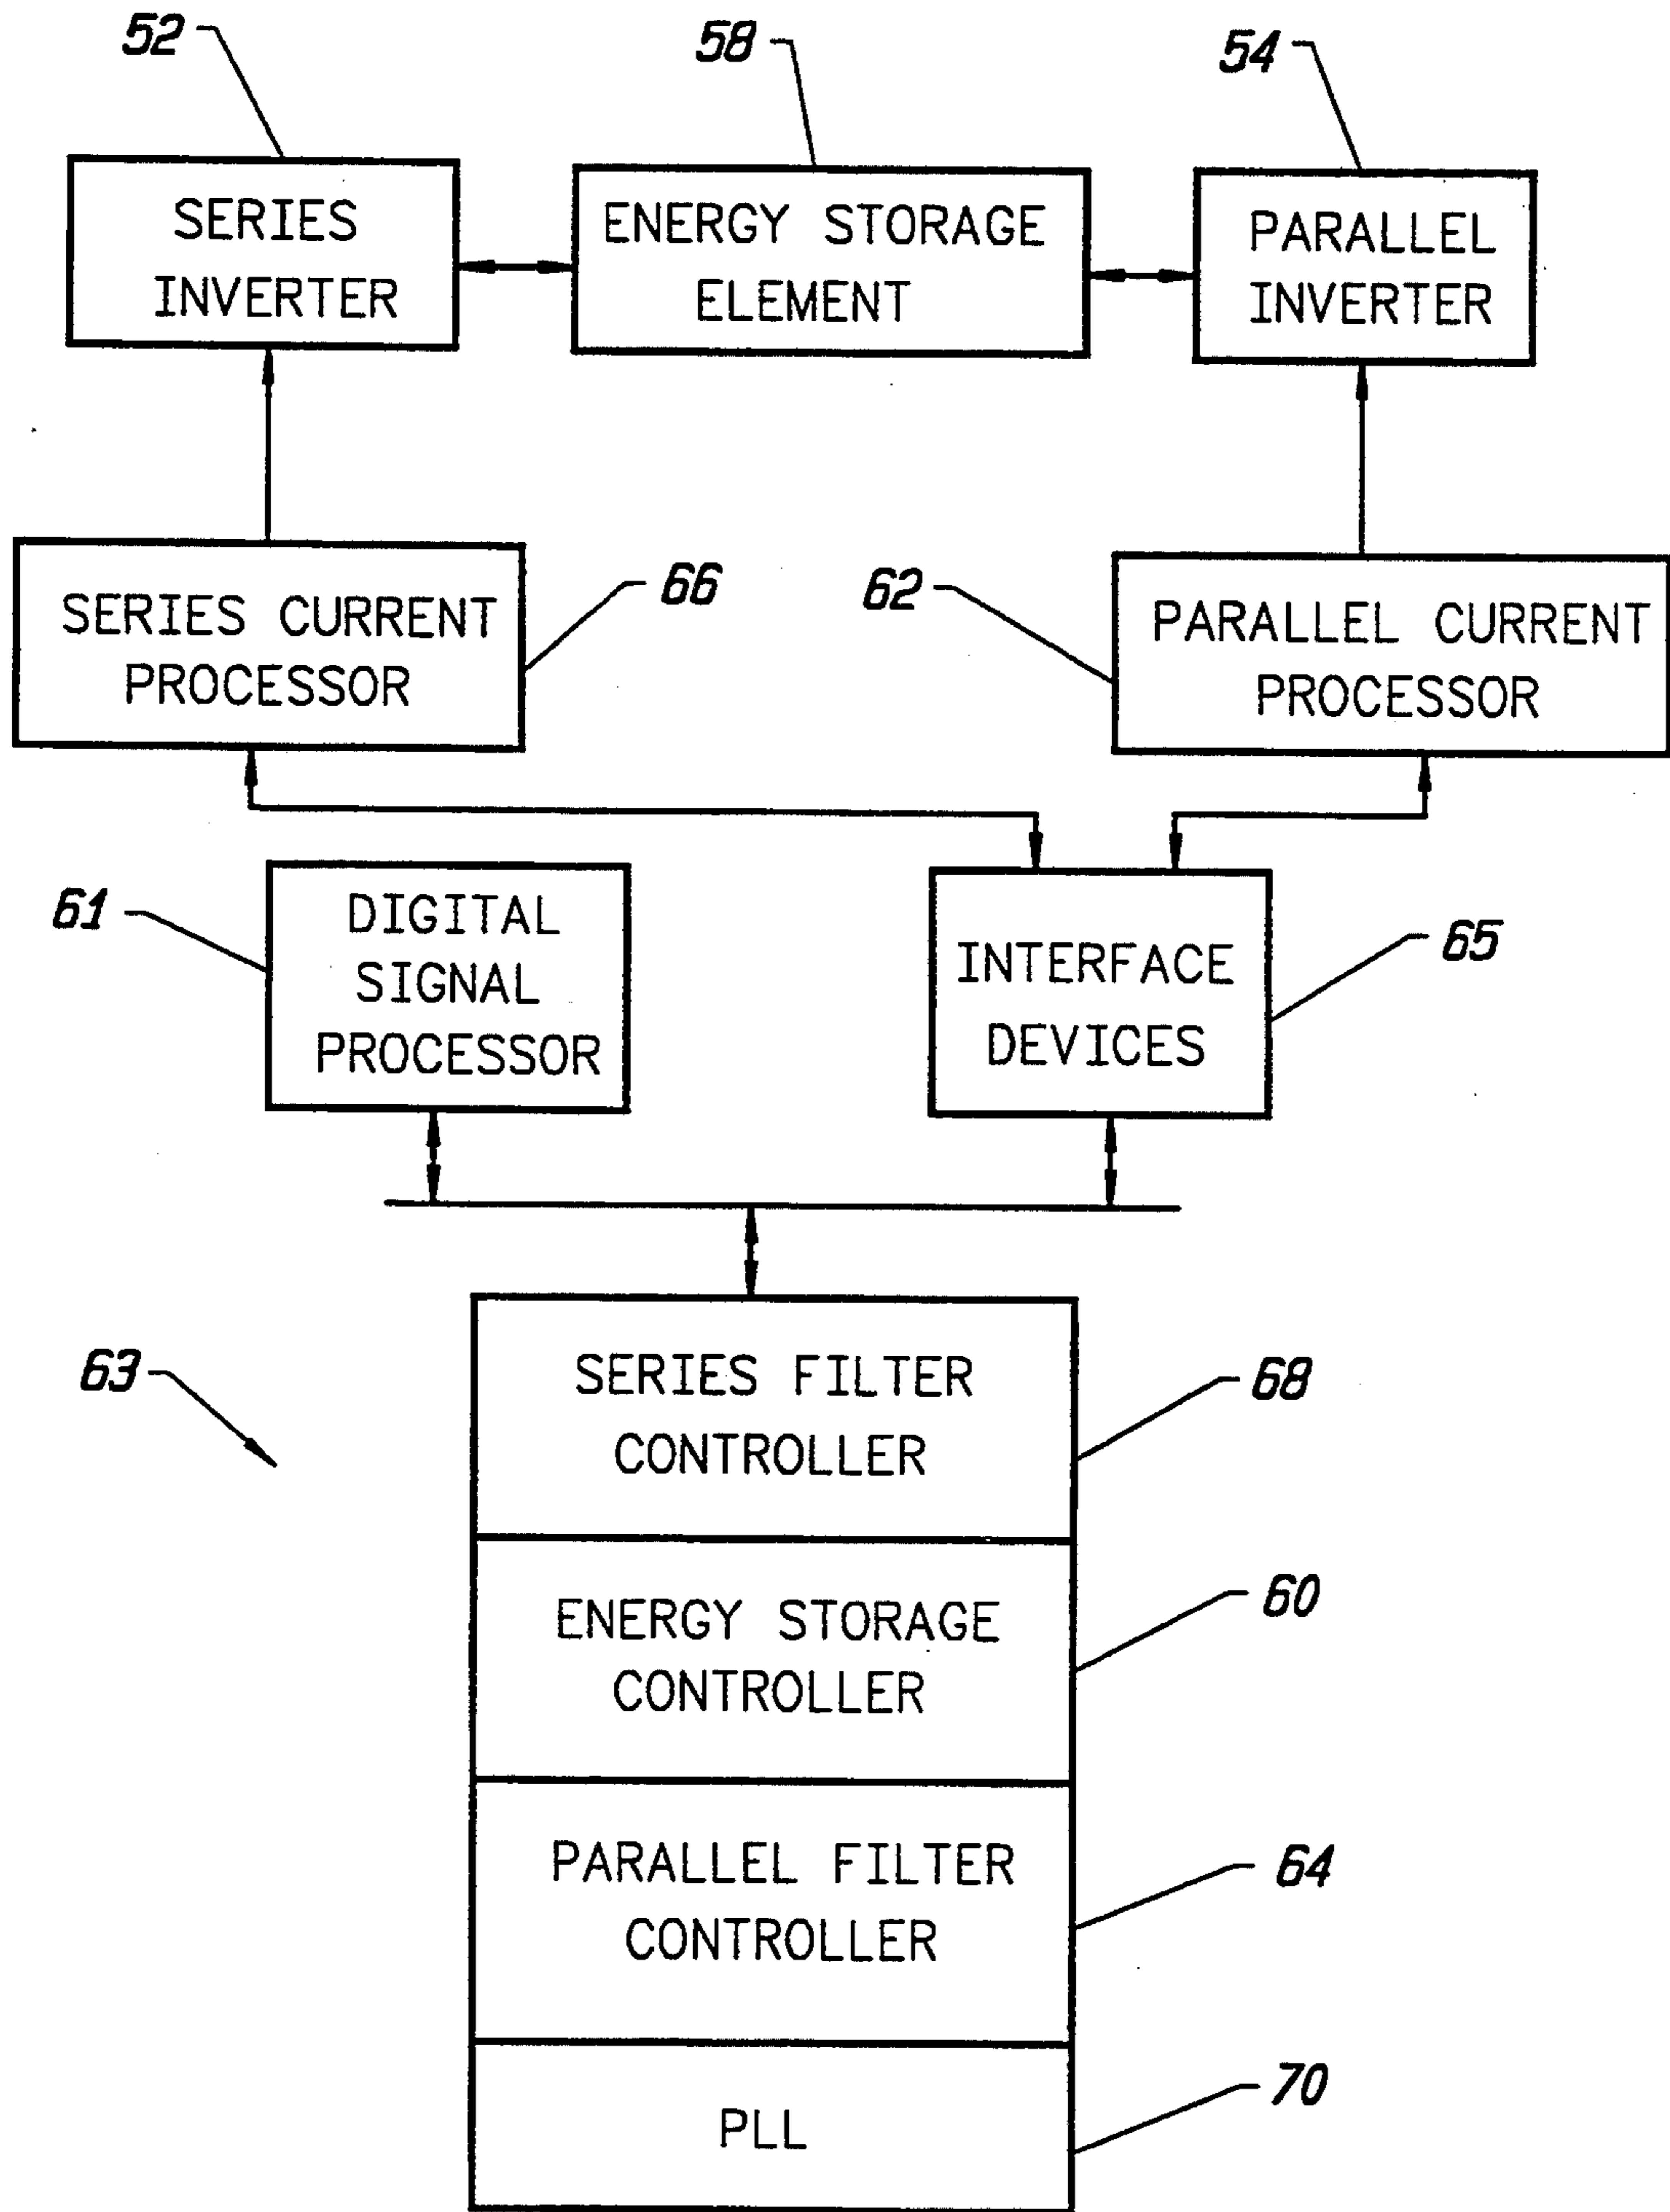 52
58
54
SERIES
INVERTER
ENERGY STORAGE
ELEMENT
PARALLEL
INVERTER
66
62
SERIES CURRENT
PROCESSOR
PARALLEL CURRENT
PROCESSOR
61
DIGITAL
SIGNAL
PROCESSOR
INTERFACE
DEVICES
65
63
SERIES FILTER
CONTROLLER
68
ENERGY STORAGE
CONTROLLER
60
PARALLEL FILTER
CONTROLLER
64
PLL
70